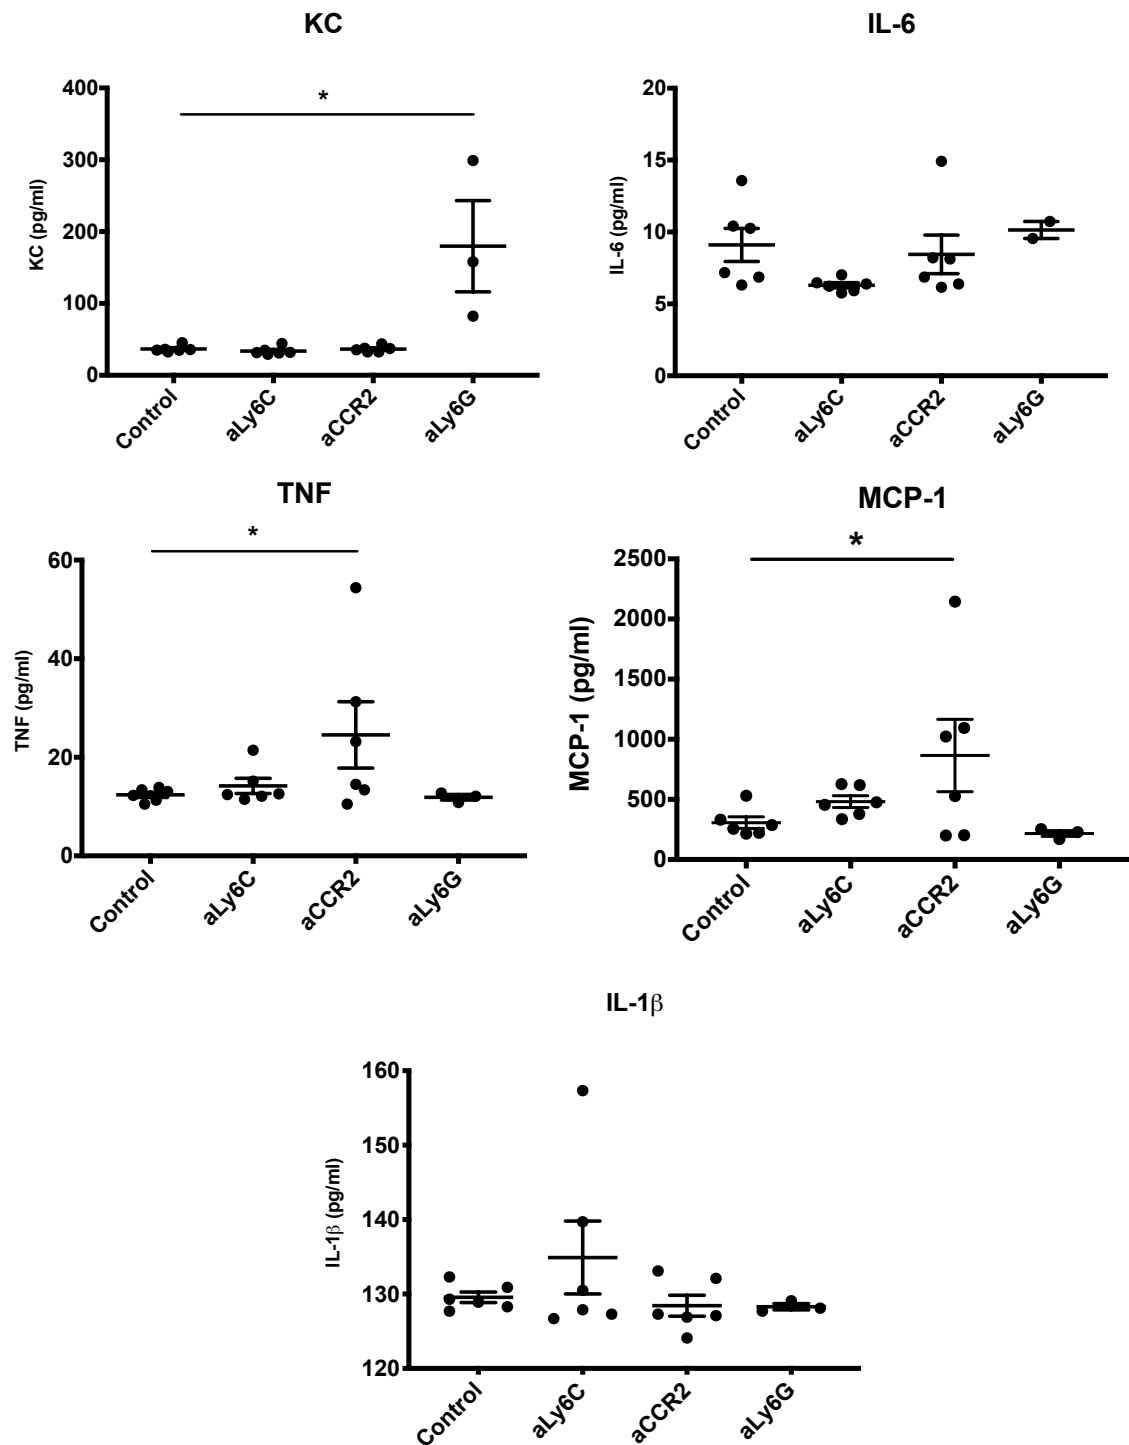 KC
IL-6
400
300
200
100
0
KC (pg/ml)
*
Control
aLy6C
aCCR2
aLy6G
20
15
10
5
0
IL-6 (pg/ml)
Control
aLy6C
aCCR2
aLy6G
TNF
MCP-1
60
40
20
0
TNF (pg/ml)
*
Control
aLy6C
aCCR2
aLy6G
2500
2000
1500
1000
500
0
MCP-1 (pg/ml)
*
Control
aLy6C
aCCR2
aLy6G
IL-1β
160
150
140
130
120
IL-1β (pg/ml)
Control
aLy6C
aCCR2
aLy6G